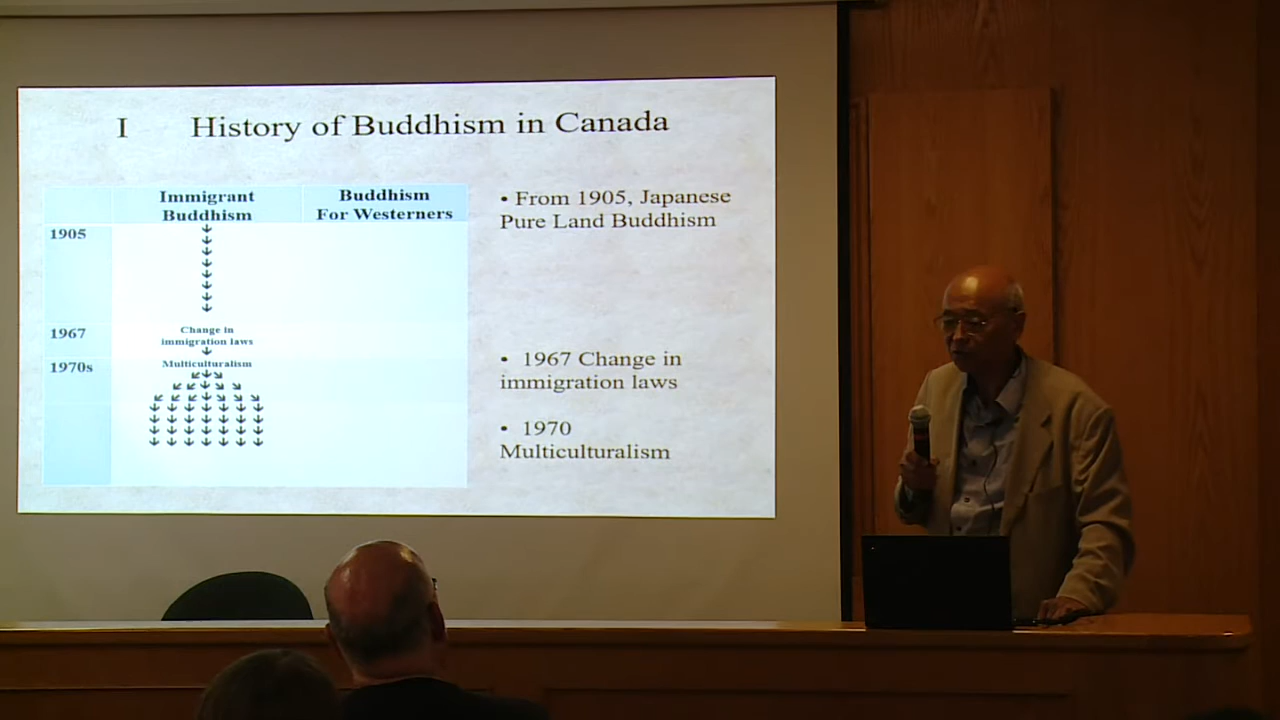 I History of Buddhism in Canada
Immigrant
Buddhism
Buddhism
For Westerners
1905
1967
Change in
immigration laws
1970s
Multiculturalism
• From 1905, Japanese
Pure Land Buddhism
• 1967 Change in
immigration laws
• 1970
Multiculturalism